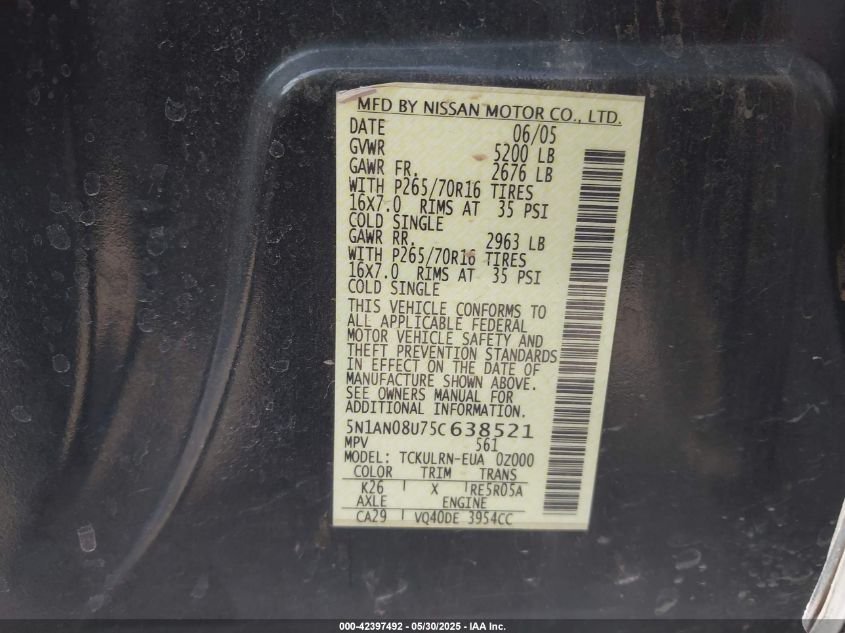 MFD BY NISSAN MOTOR CO., LTD.
DATE 06/05
GVWR 5200 LB
GAWR FR. 2676 LB
WITH P265/70R16 TIRES
16X7.0 RIMS AT 35 PSI
COLD SINGLE
GAWR RR. 2963 LB
WITH P265/70R16 TIRES
16X7.0 RIMS AT 35 PSI
COLD SINGLE
THIS VEHICLE CONFORMS TO
ALL APPLICABLE FEDERAL
MOTOR VEHICLE SAFETY AND
THEFT PREVENTION STANDARDS
IN EFFECT ON THE DATE OF
MANUFACTURE SHOWN ABOVE.
SEE OWNERS MANUAL FOR
ADDITIONAL INFORMATION.
5N1AN08U75C638521
MPV 561
MODEL: TCKULRN-EUA 0Z000
COLOR TRIM TRANS
K26 X RE5R05A
AXLE ENGINE
CA29 VQ40DE 3954CC
000-42397492 — 05/30/2025 — IAA Inc.